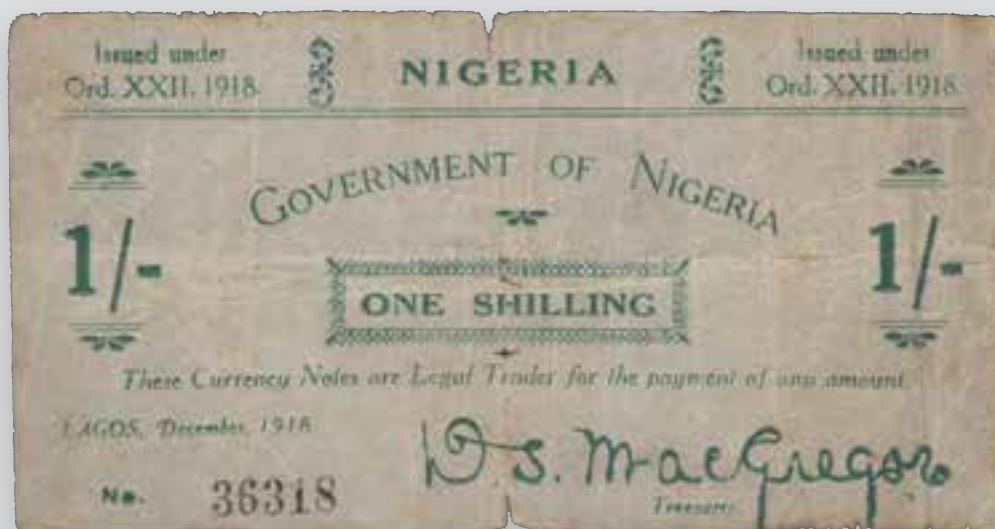 Issued under
Ord. XXII. 1918.
NIGERIA
Issued under
Ord. XXII. 1918
GOVERNMENT OF NIGERIA
1/-
1/-
ONE SHILLING
These Currency Notes are Legal Tender for the payment of any amount.
LAGOS, December, 1918.
D S. MacGregor
No. 36318
Treasurer